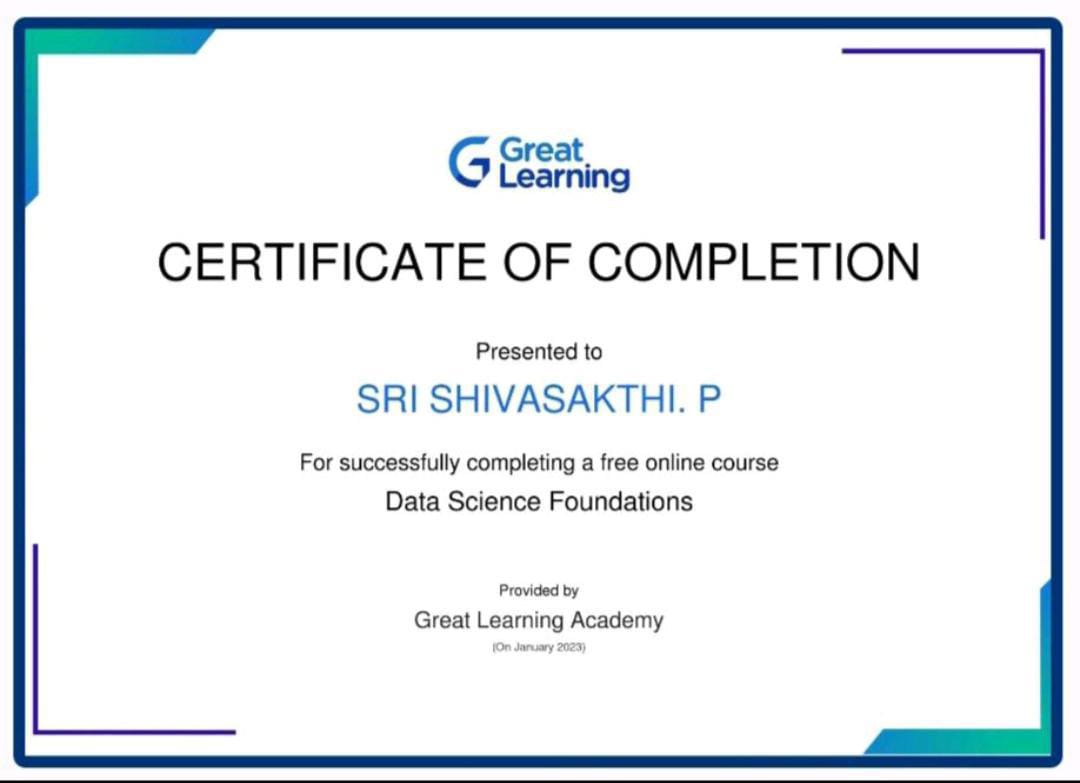 Great
Learning
CERTIFICATE OF COMPLETION
Presented to
SRI SHIVASAKTHI. P
For successfully completing a free online course
Data Science Foundations
Provided by
Great Learning Academy
(On January 2023)